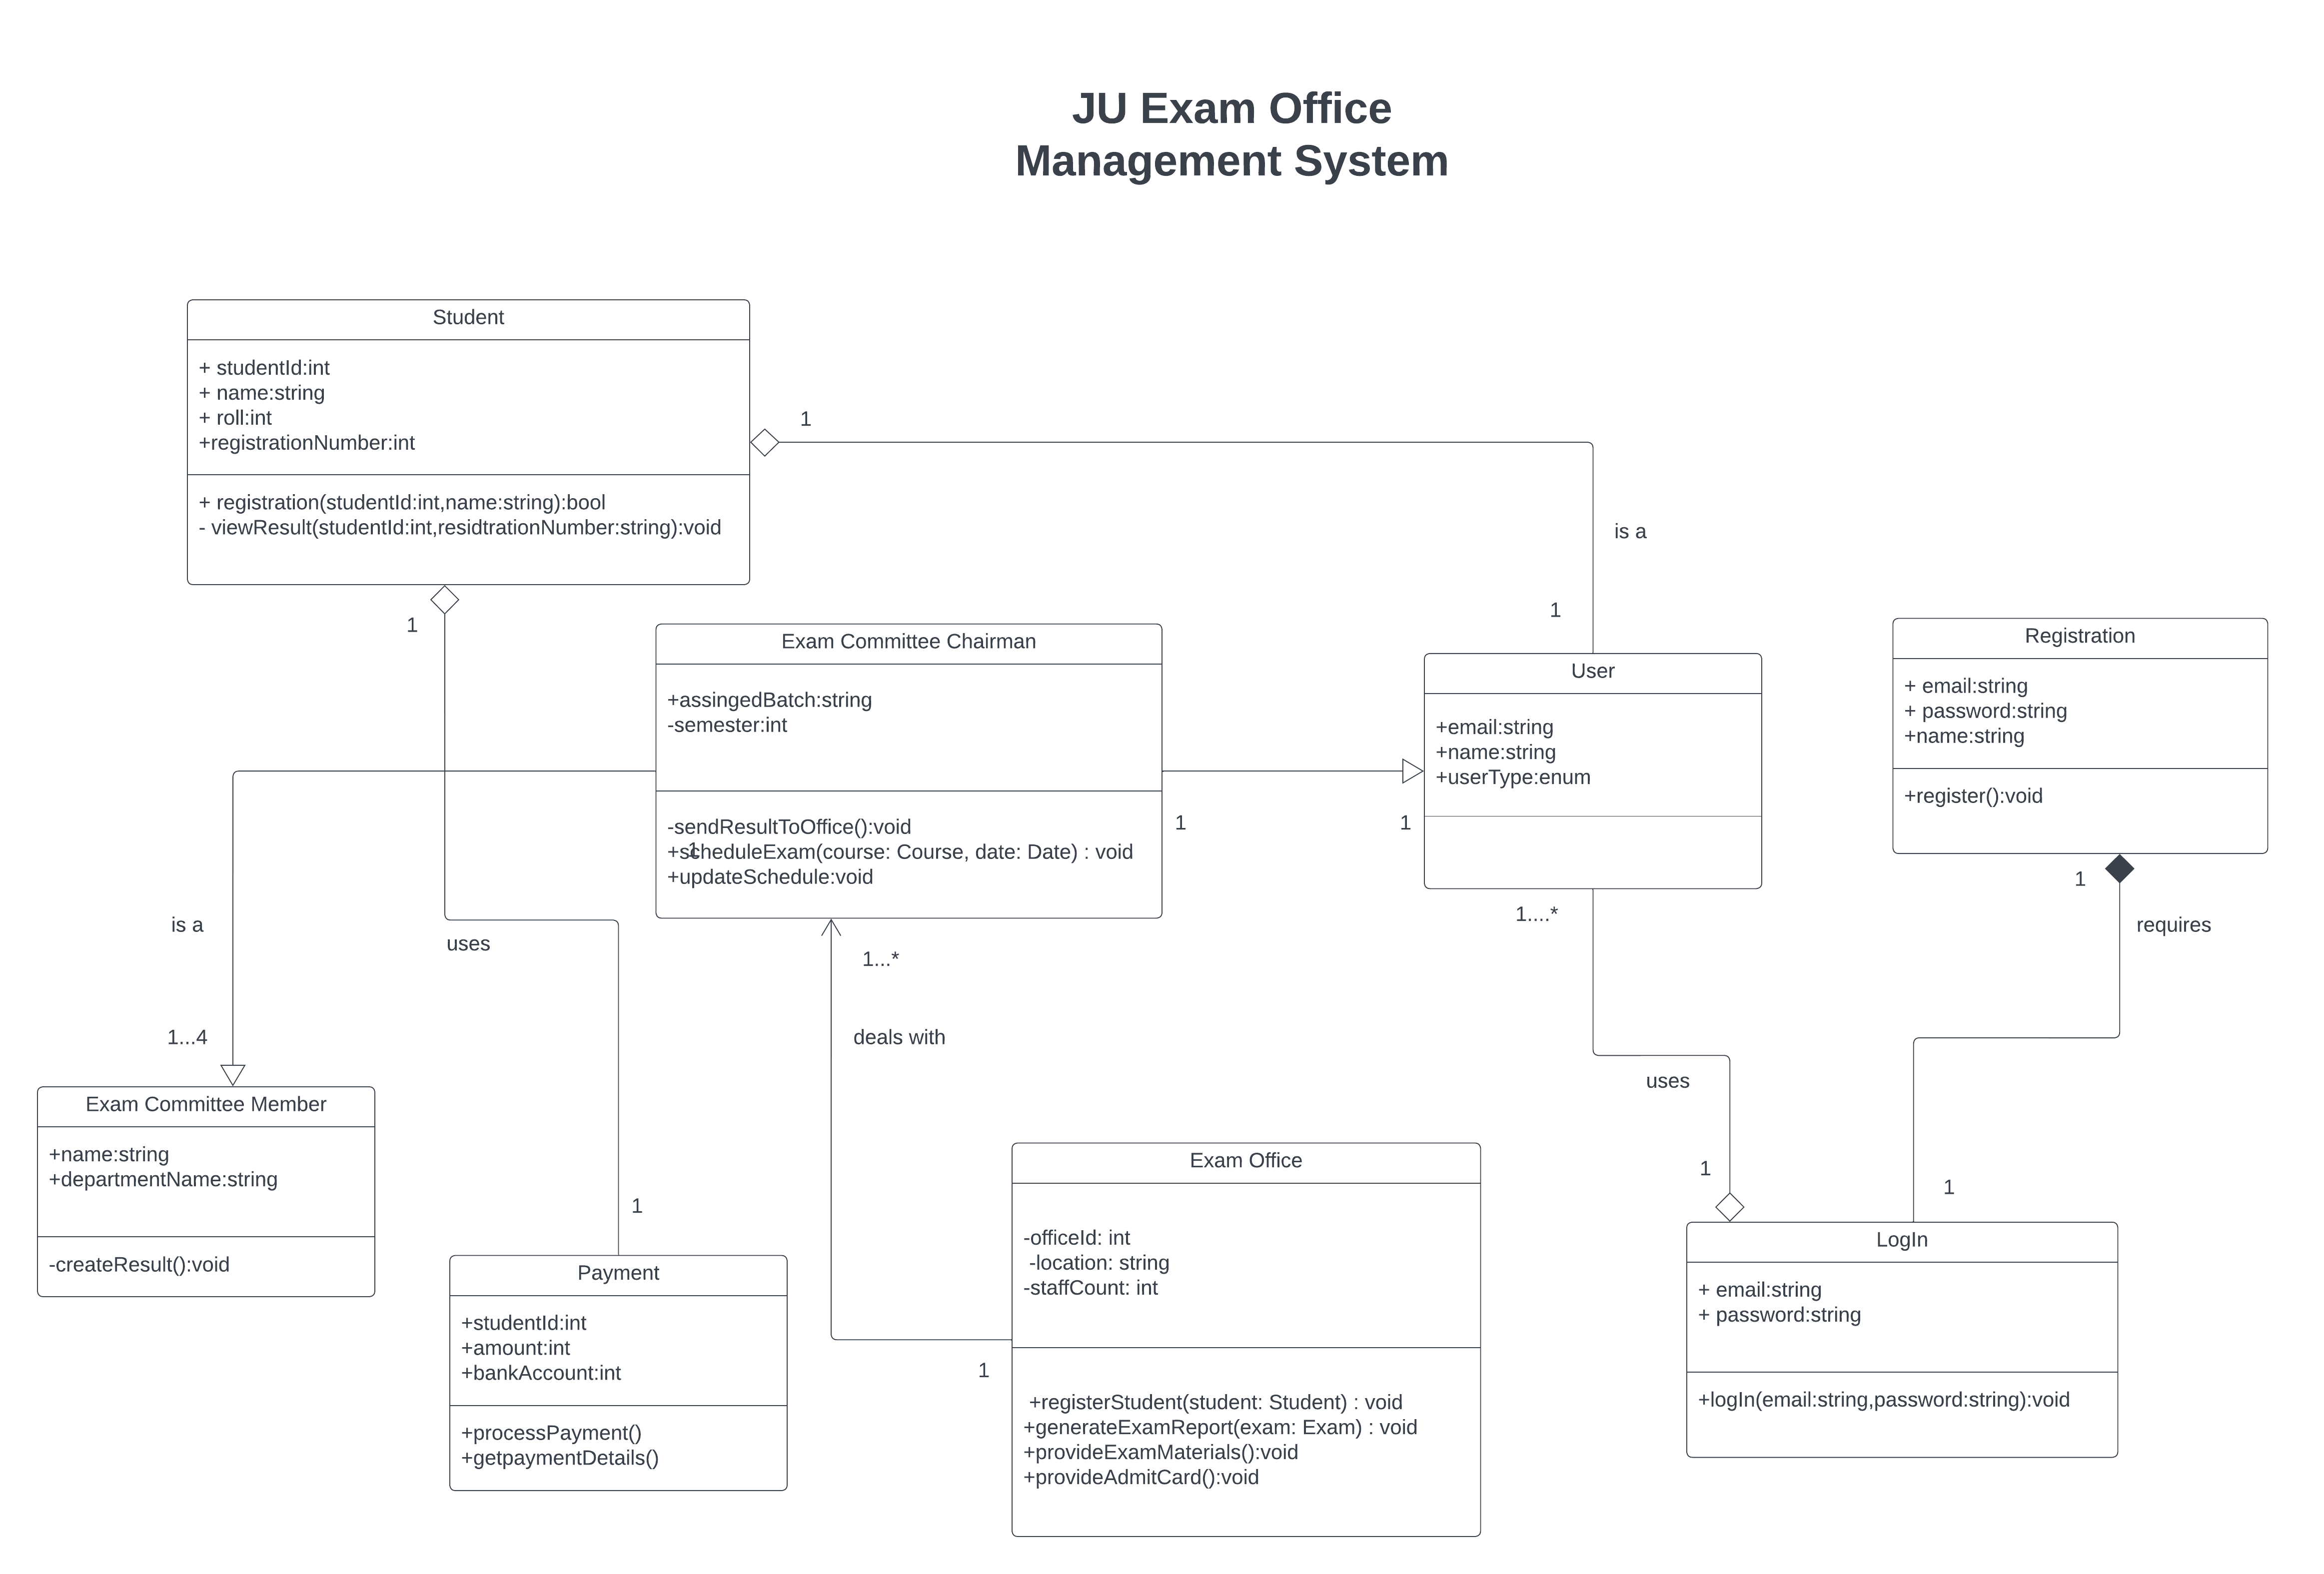 JU Exam Office
Management System
Student
+ studentId:int
+ name:string
+ roll:int
+registrationNumber:int
+ registration(studentId:int,name:string):bool
- viewResult(studentId:int,residtrationNumber:string):void
1
is a
1
1
Exam Committee Chairman
+assingedBatch:string
-semester:int
-sendResultToOffice():void
+scheduleExam(course: Course, date: Date) : void
1
+updateSchedule:void
1
1
User
+email:string
+name:string
+userType:enum
Registration
+ email:string
+ password:string
+name:string
+register():void
1
requires
1....*
is a
uses
1...*
1...4
deals with
uses
1
1
1
Exam Committee Member
+name:string
+departmentName:string
-createResult():void
Payment
+studentId:int
+amount:int
+bankAccount:int
+processPayment()
+getpaymentDetails()
1
Exam Office
-officeId: int
-location: string
-staffCount: int
+registerStudent(student: Student) : void
+generateExamReport(exam: Exam) : void
+provideExamMaterials():void
+provideAdmitCard():void
LogIn
+ email:string
+ password:string
+logIn(email:string,password:string):void